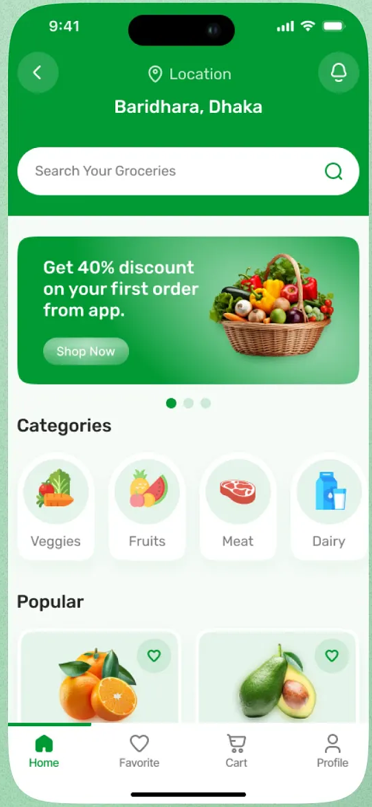 9:41
Location
Baridhara, Dhaka
Search Your Groceries
Get 40% discount
on your first order
from app.
Shop Now
Categories
Veggies
Fruits
Meat
Dairy
Popular
Home
Favorite
Cart
Profile